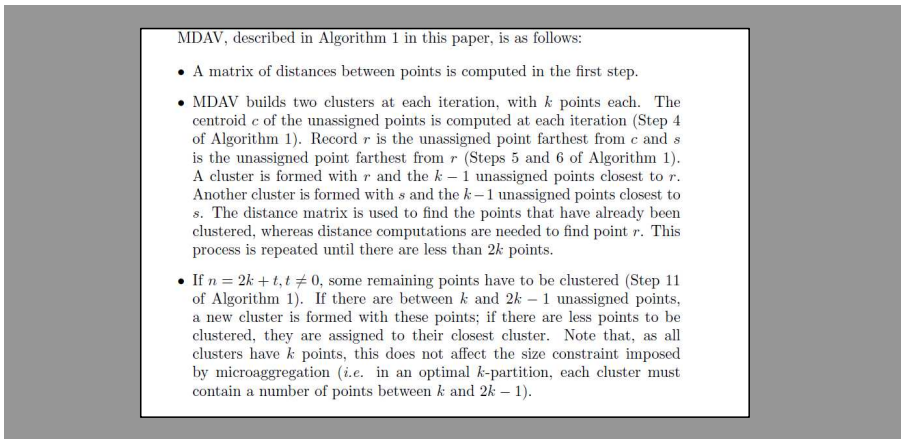 MDAV, described in Algorithm 1 in this paper, is as follows:
• A matrix of distances between points is computed in the first step.
• MDAV builds two clusters at each iteration, with k points each. The
centroid c of the unassigned points is computed at each iteration (Step 4
of Algorithm 1). Record r is the unassigned point farthest from c and s
is the unassigned point farthest from r (Steps 5 and 6 of Algorithm 1).
A cluster is formed with r and the k − 1 unassigned points closest to r.
Another cluster is formed with s and the k − 1 unassigned points closest to
s. The distance matrix is used to find the points that have already been
clustered, whereas distance computations are needed to find point r. This
process is repeated until there are less than 2k points.
• If n = 2k + t, t ≠ 0, some remaining points have to be clustered (Step 11
of Algorithm 1). If there are between k and 2k − 1 unassigned points,
a new cluster is formed with these points; if there are less points to be
clustered, they are assigned to their closest cluster. Note that, as all
clusters have k points, this does not affect the size constraint imposed
by microaggregation (i.e. in an optimal k-partition, each cluster must
contain a number of points between k and 2k − 1).